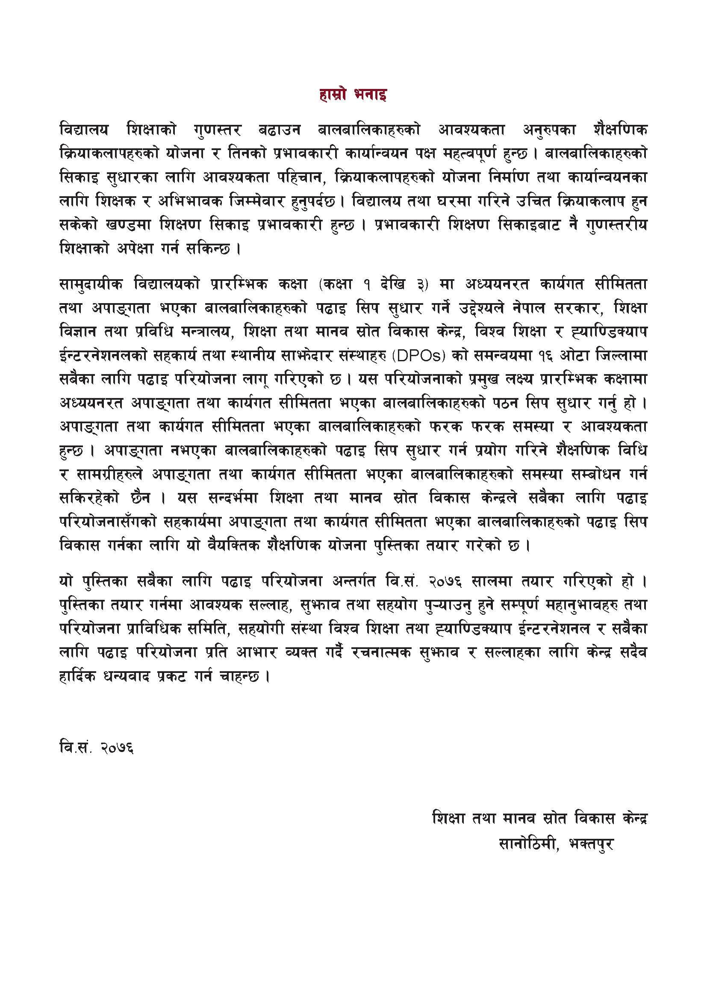 हाम्रो भनाइ
विद्यालय शिक्षाको गुणस्तर बढाउन बालबालिकाहरुको आवश्यकता अनुरुपका शैक्षणिक
क्रियाकलापहरुको योजना र तिनको प्रभावकारी कार्यान्वयन पक्ष महत्वपूर्ण हुन्छ । बालबालिकाहरुको
सिकाइ सुधारका लागि आवश्यकता पहिचान, क्रियाकलापहरुको योजना निर्माण तथा कार्यान्वयनका
लागि शिक्षक र अभिभावक जिम्मेवार हुनुपर्दछ । विद्यालय तथा घरमा गरिने उचित क्रियाकलाप हुन
सकेको खण्डमा शिक्षण सिकाइ प्रभावकारी हुन्छ । प्रभावकारी शिक्षण सिकाइबाट नै गुणस्तरीय
शिक्षाको अपेक्षा गर्न सकिन्छ ।
सामुदायीक विद्यालयको प्रारम्भिक कक्षा (कक्षा १ देखि ३) मा अध्ययनरत कार्यगत सीमितता
तथा अपाङ्गता भएका बालबालिकाहरुको पढाइ सिप सुधार गर्ने उद्देश्यले नेपाल सरकार, शिक्षा
विज्ञान तथा प्रविधि मन्त्रालय, शिक्षा तथा मानव स्रोत विकास केन्द्र, विश्व शिक्षा र ह्याण्डिक्याप
ईन्टरनेशनलको सहकार्य तथा स्थानीय साझेदार संस्थाहरु (DPOs) को समन्वयमा १६ ओटा जिल्लामा
सबैका लागि पढाइ परियोजना लागू गरिएको छ । यस परियोजनाको प्रमुख लक्ष्य प्रारम्भिक कक्षामा
अध्ययनरत अपाङ्गता तथा कार्यगत सीमितता भएका बालबालिकाहरुको पठन सिप सुधार गर्नु हो ।
अपाङ्गता तथा कार्यगत सीमितता भएका बालबालिकाहरुको फरक फरक समस्या र आवश्यकता
हुन्छ । अपाङ्गता नभएका बालबालिकाहरुको पढाइ सिप सुधार गर्न प्रयोग गरिने शैक्षणिक विधि
र सामग्रीहरुले अपाङ्गता तथा कार्यगत सीमितता भएका बालबालिकाहरुको समस्या सम्बोधन गर्न
सकिरहेको छैन । यस सन्दर्भमा शिक्षा तथा मानव स्रोत विकास केन्द्रले सबैका लागि पढाइ
परियोजनासँगको सहकार्यमा अपाङ्गता तथा कार्यगत सीमितता भएका बालबालिकाहरुको पढाइ सिप
विकास गर्नका लागि यो वैयक्तिक शैक्षणिक योजना पुस्तिका तयार गरेको छ ।
यो पुस्तिका सबैका लागि पढाइ परियोजना अन्तर्गत वि.सं. २०७६ सालमा तयार गरिएको हो ।
पुस्तिका तयार गर्नमा आवश्यक सल्लाह, सुझाव तथा सहयोग पुर्‍याउनु हुने सम्पूर्ण महानुभावहरु तथा
परियोजना प्राविधिक समिति, सहयोगी संस्था विश्व शिक्षा तथा ह्याण्डिक्याप ईन्टरनेशनल र सबैका
लागि पढाइ परियोजना प्रति आभार व्यक्त गर्दै रचनात्मक सुझाव र सल्लाहका लागि केन्द्र सदैव
हार्दिक धन्यवाद प्रकट गर्न चाहन्छ ।
वि.सं. २०७६
शिक्षा तथा मानव स्रोत विकास केन्द्र
सानोठिमी, भक्तपुर